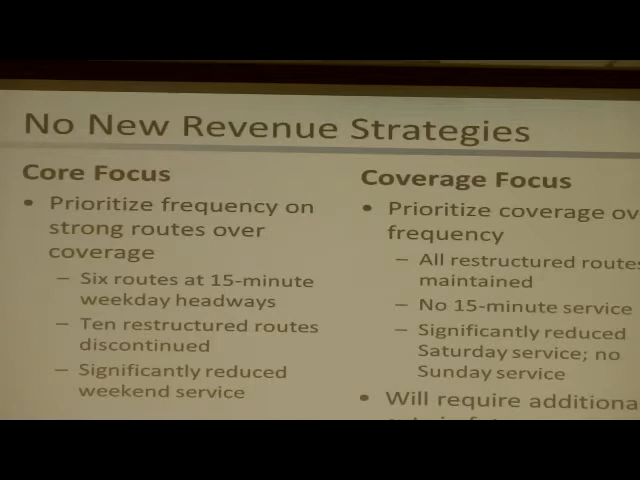 No New Revenue Strategies
Core Focus
• Prioritize frequency on
strong routes over
coverage
– Six routes at 15-minute
weekday headways
– Ten restructured routes
discontinued
– Significantly reduced
weekend service
Coverage Focus
• Prioritize coverage
frequency
– All restructured routes
maintained
– No 15-minute service
– Significantly reduced
Saturday service; no
Sunday service
• Will require